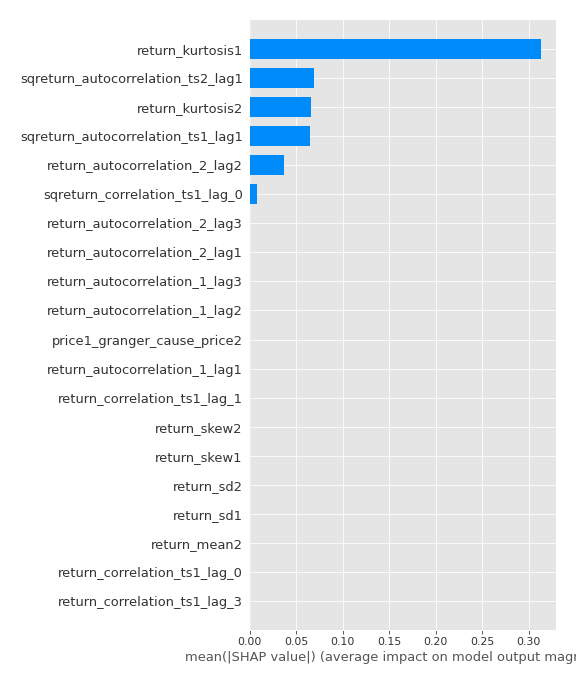 return_kurtosis1
sqreturn_autocorrelation_ts2_lag1
return_kurtosis2
sqreturn_autocorrelation_ts1_lag1
return_autocorrelation_2_lag2
sqreturn_correlation_ts1_lag_0
return_autocorrelation_2_lag3
return_autocorrelation_2_lag1
return_autocorrelation_1_lag3
return_autocorrelation_1_lag2
price1_granger_cause_price2
return_autocorrelation_1_lag1
return_correlation_ts1_lag_1
return_skew2
return_skew1
return_sd2
return_sd1
return_mean2
return_correlation_ts1_lag_0
return_correlation_ts1_lag_3
0.00 0.05 0.10 0.15 0.20 0.25 0.30
mean(|SHAP value|) (average impact on model output magn